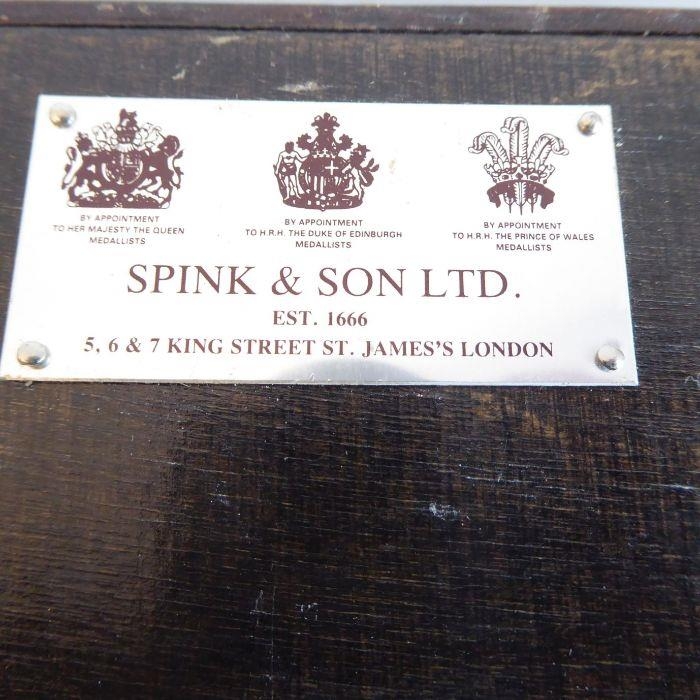 BY APPOINTMENT
TO HER MAJESTY THE QUEEN
MEDALLISTS
BY APPOINTMENT
TO H.R.H. THE DUKE OF EDINBURGH
MEDALLISTS
BY APPOINTMENT
TO H.R.H. THE PRINCE OF WALES
MEDALLISTS
SPINK & SON LTD.
EST. 1666
5, 6 & 7 KING STREET ST. JAMES'S LONDON